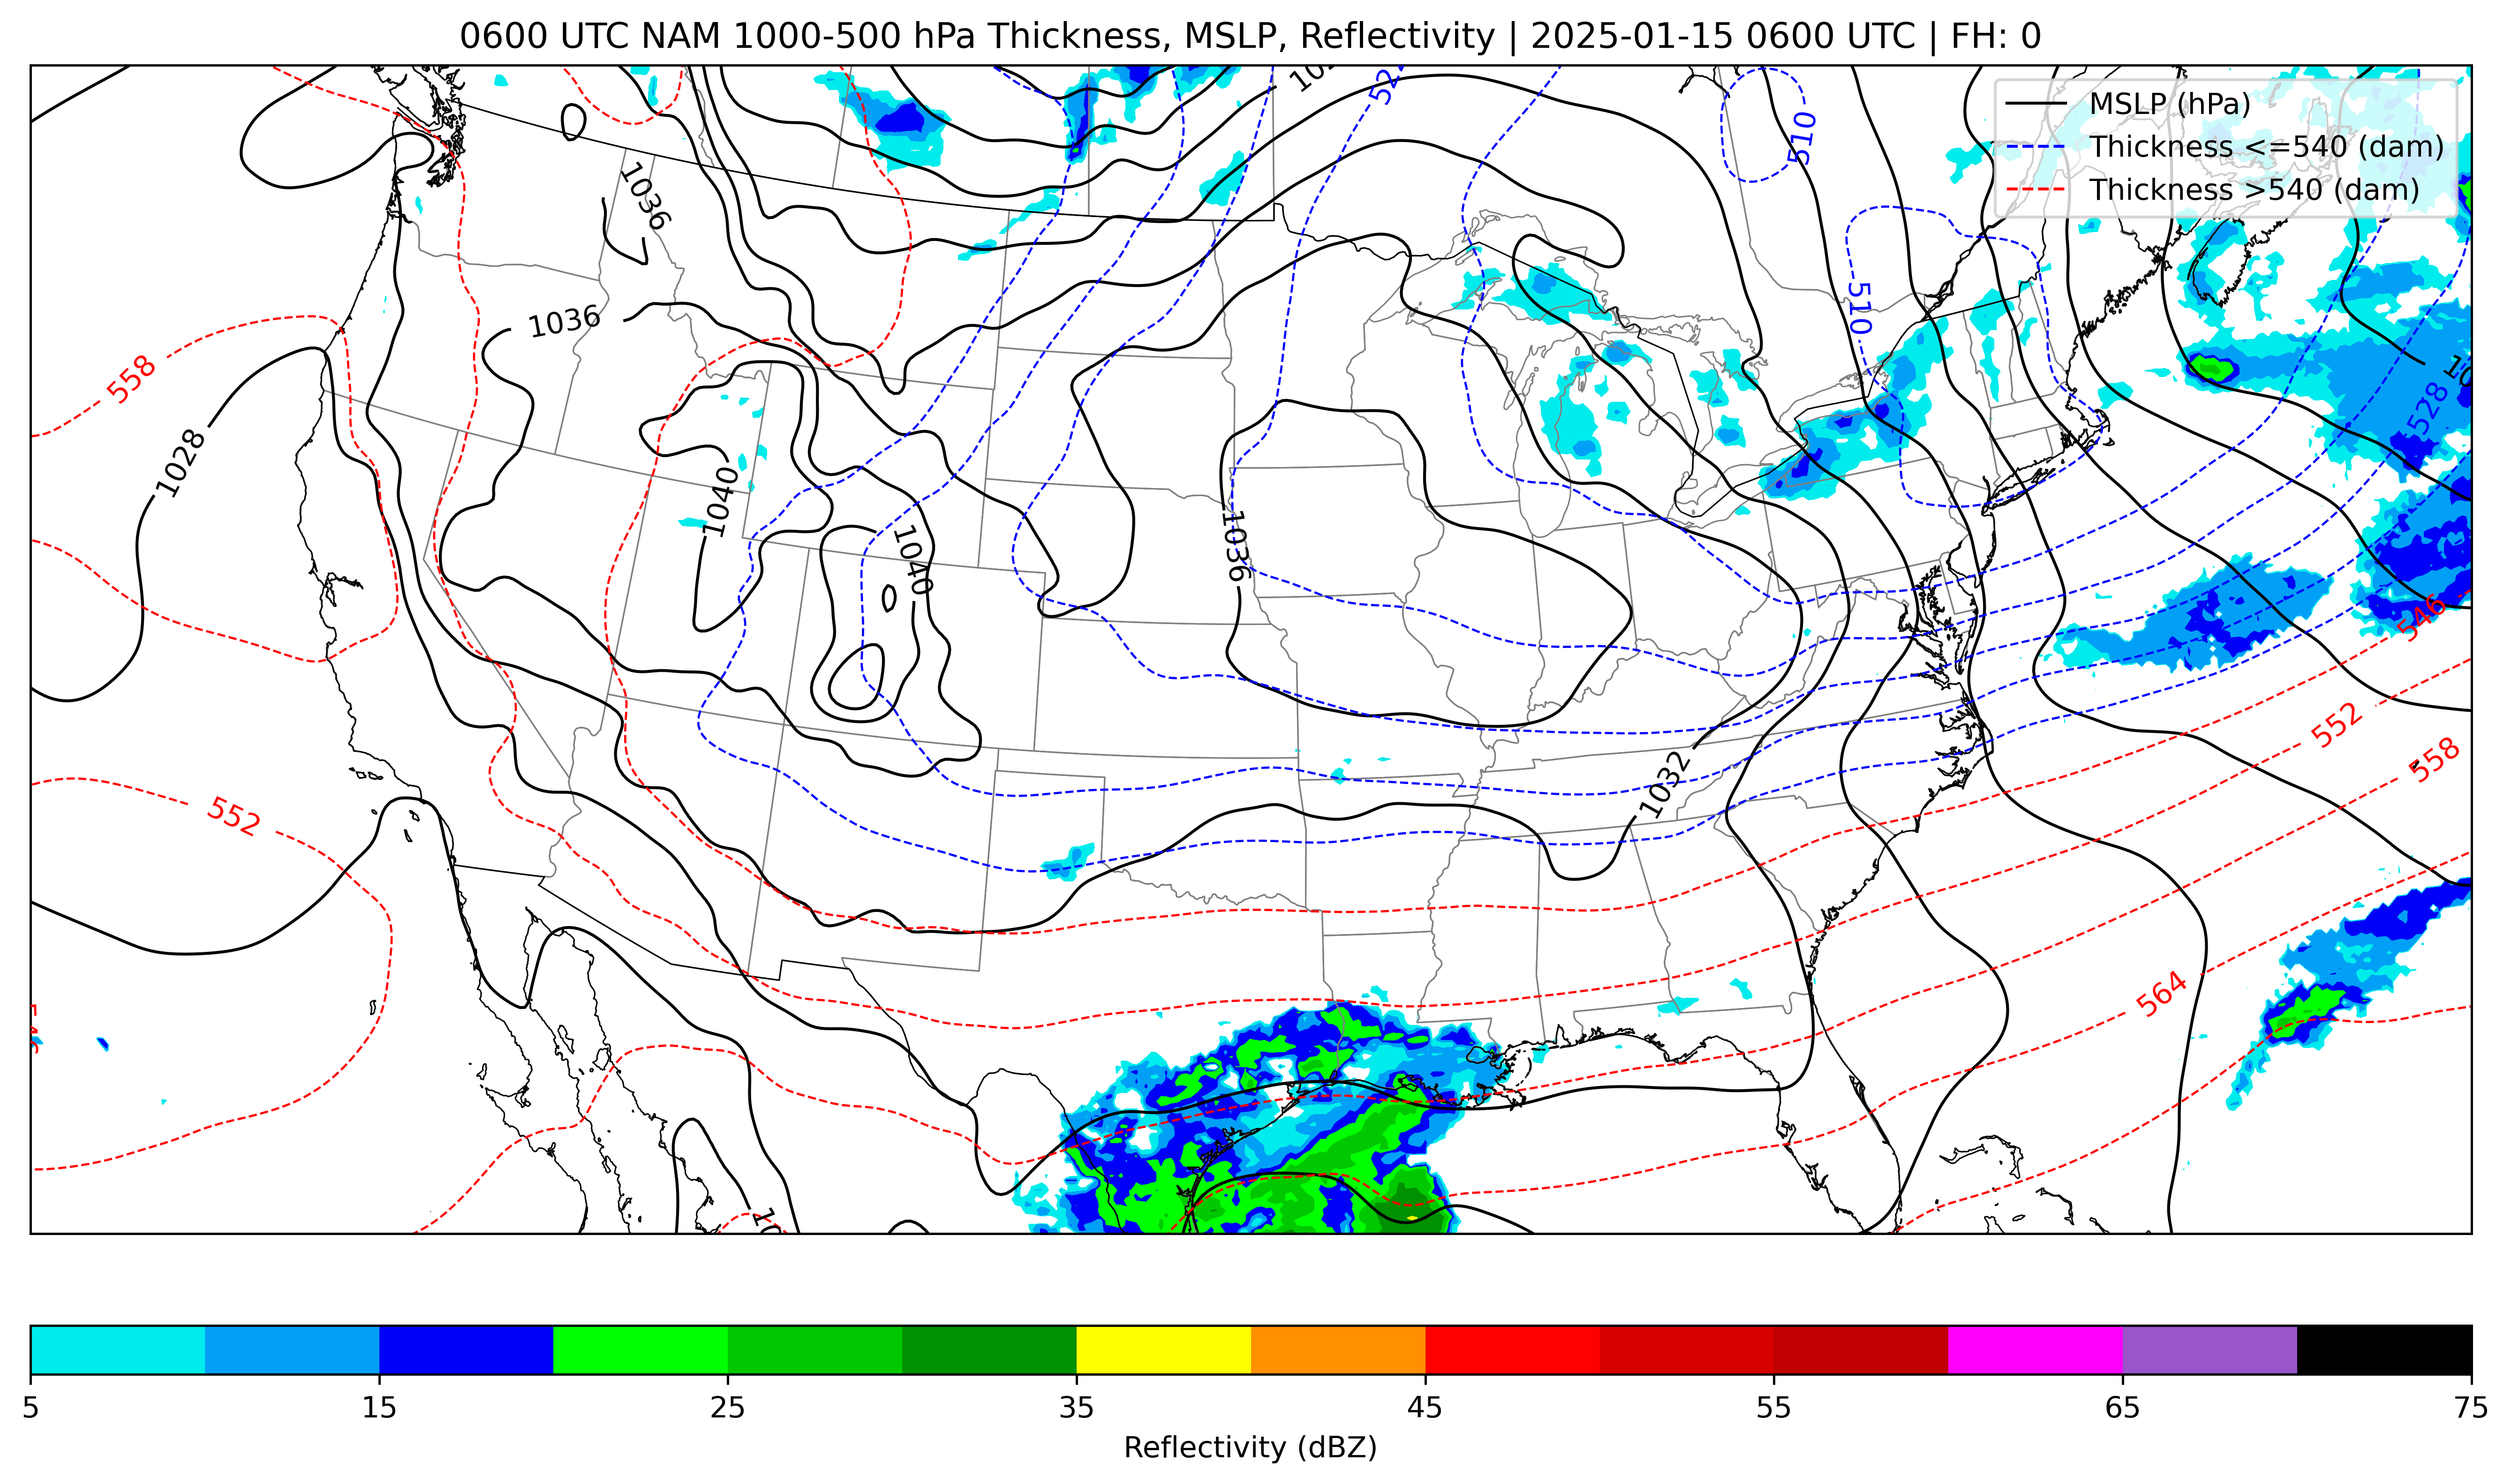 0600 UTC NAM 1000-500 hPa Thickness, MSLP, Reflectivity | 2025-01-15 0600 UTC | FH: 0
MSLP (hPa)
Thickness <=540 (dam)
Thickness >540 (dam)
510
1036
1036
510
558
528
1028
1040
1040
1036
546
552
558
1032
552
564
5 15 25 35 45 55 65 75
Reflectivity (dBZ)